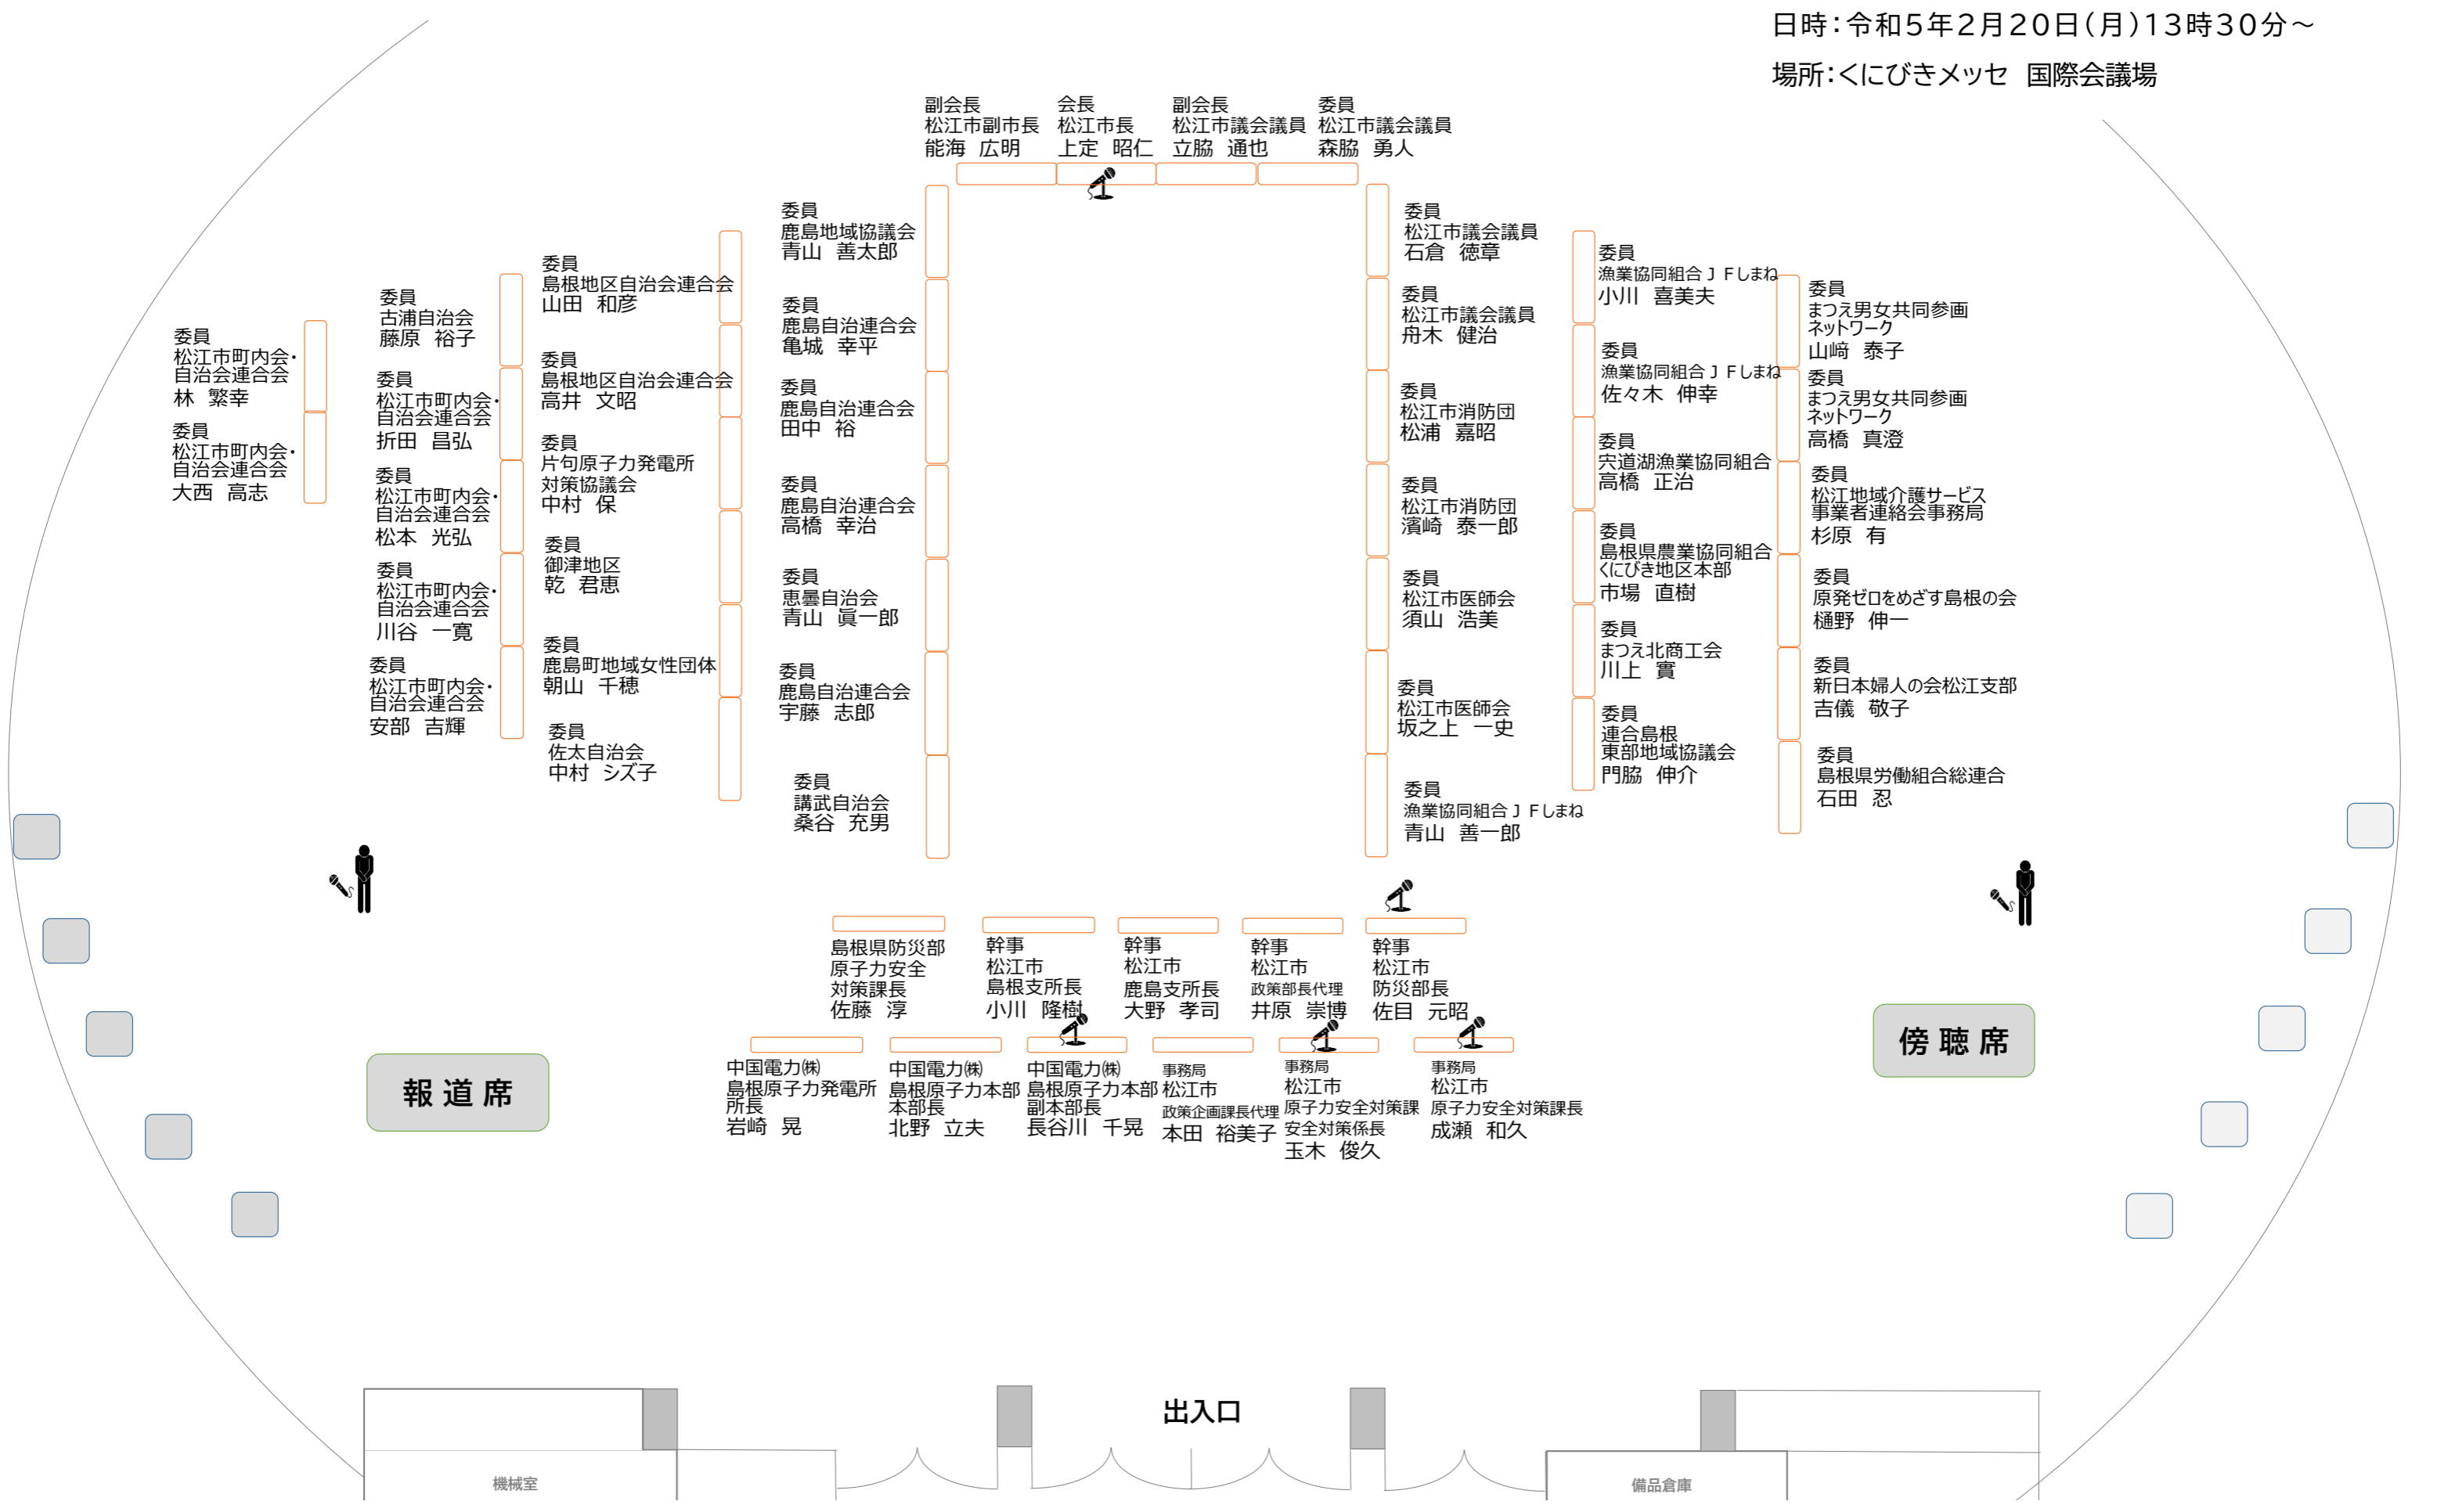 日時：令和５年２月２０日（月）１３時３０分～
場所：くにびきメッセ　国際会議場
副会長
松江市副市長
能海　広明
会長
松江市長
上定　昭仁
副会長
松江市議会議員
立脇　通也
委員
松江市議会議員
森脇　勇人
委員
松江市町内会・
自治会連合会
林　繁幸
委員
松江市町内会・
自治会連合会
大西　高志
委員
古浦自治会
藤原　裕子
委員
松江市町内会・
自治会連合会
折田　昌弘
委員
松江市町内会・
自治会連合会
松本　光弘
委員
松江市町内会・
自治会連合会
川谷　一寛
委員
松江市町内会・
自治会連合会
安部　吉輝
委員
島根地区自治会連合会
山田　和彦
委員
島根地区自治会連合会
高井　文昭
委員
片句原子力発電所
対策協議会
中村　保
委員
御津地区
乾　君恵
委員
鹿島町地域女性団体
朝山　千穂
委員
佐太自治会
中村　シズ子
委員
鹿島地域協議会
青山　善太郎
委員
鹿島自治連合会
亀城　幸平
委員
鹿島自治連合会
田中　裕
委員
鹿島自治連合会
高橋　幸治
委員
恵曇自治会
青山　眞一郎
委員
鹿島自治連合会
宇藤　志郎
委員
講武自治会
桑谷　充男
委員
松江市議会議員
石倉　徳章
委員
松江市議会議員
舟木　健治
委員
松江市消防団
松浦　嘉昭
委員
松江市消防団
濱崎　泰一郎
委員
松江市医師会
須山　浩美
委員
松江市医師会
坂之上　一史
委員
漁業協同組合ＪＦしまね
青山　善一郎
委員
漁業協同組合ＪＦしまね
小川　喜美夫
委員
漁業協同組合ＪＦしまね
佐々木　伸幸
委員
宍道湖漁業協同組合
高橋　正治
委員
島根県農業協同組合
くにびき地区本部
市場　直樹
委員
まつえ北商工会
川上　實
委員
連合島根
東部地域協議会
門脇　伸介
委員
まつえ男女共同参画
ネットワーク
山﨑　泰子
委員
まつえ男女共同参画
ネットワーク
高橋　真澄
委員
松江地域介護サービス
事業者連絡会事務局
杉原　有
委員
原発ゼロをめざす島根の会
樋野　伸一
委員
新日本婦人の会松江支部
吉儀　敬子
委員
島根県労働組合総連合
石田　忍
島根県防災部
原子力安全
対策課長
佐藤　淳
幹事
松江市
島根支所長
小川　隆樹
幹事
松江市
鹿島支所長
大野　孝司
幹事
松江市
政策部長代理
井原　崇博
幹事
松江市
防災部長
佐目　元昭
中国電力㈱
島根原子力発電所
所長
岩崎　晃
中国電力㈱
島根原子力本部
本部長
北野　立夫
中国電力㈱
島根原子力本部
副本部長
長谷川　千晃
事務局
松江市
政策企画課長代理
本田　裕美子
事務局
松江市
原子力安全対策課
安全対策係長
玉木　俊久
事務局
松江市
原子力安全対策課長
成瀬　和久
報道席
傍聴席
出入口
機械室
備品倉庫